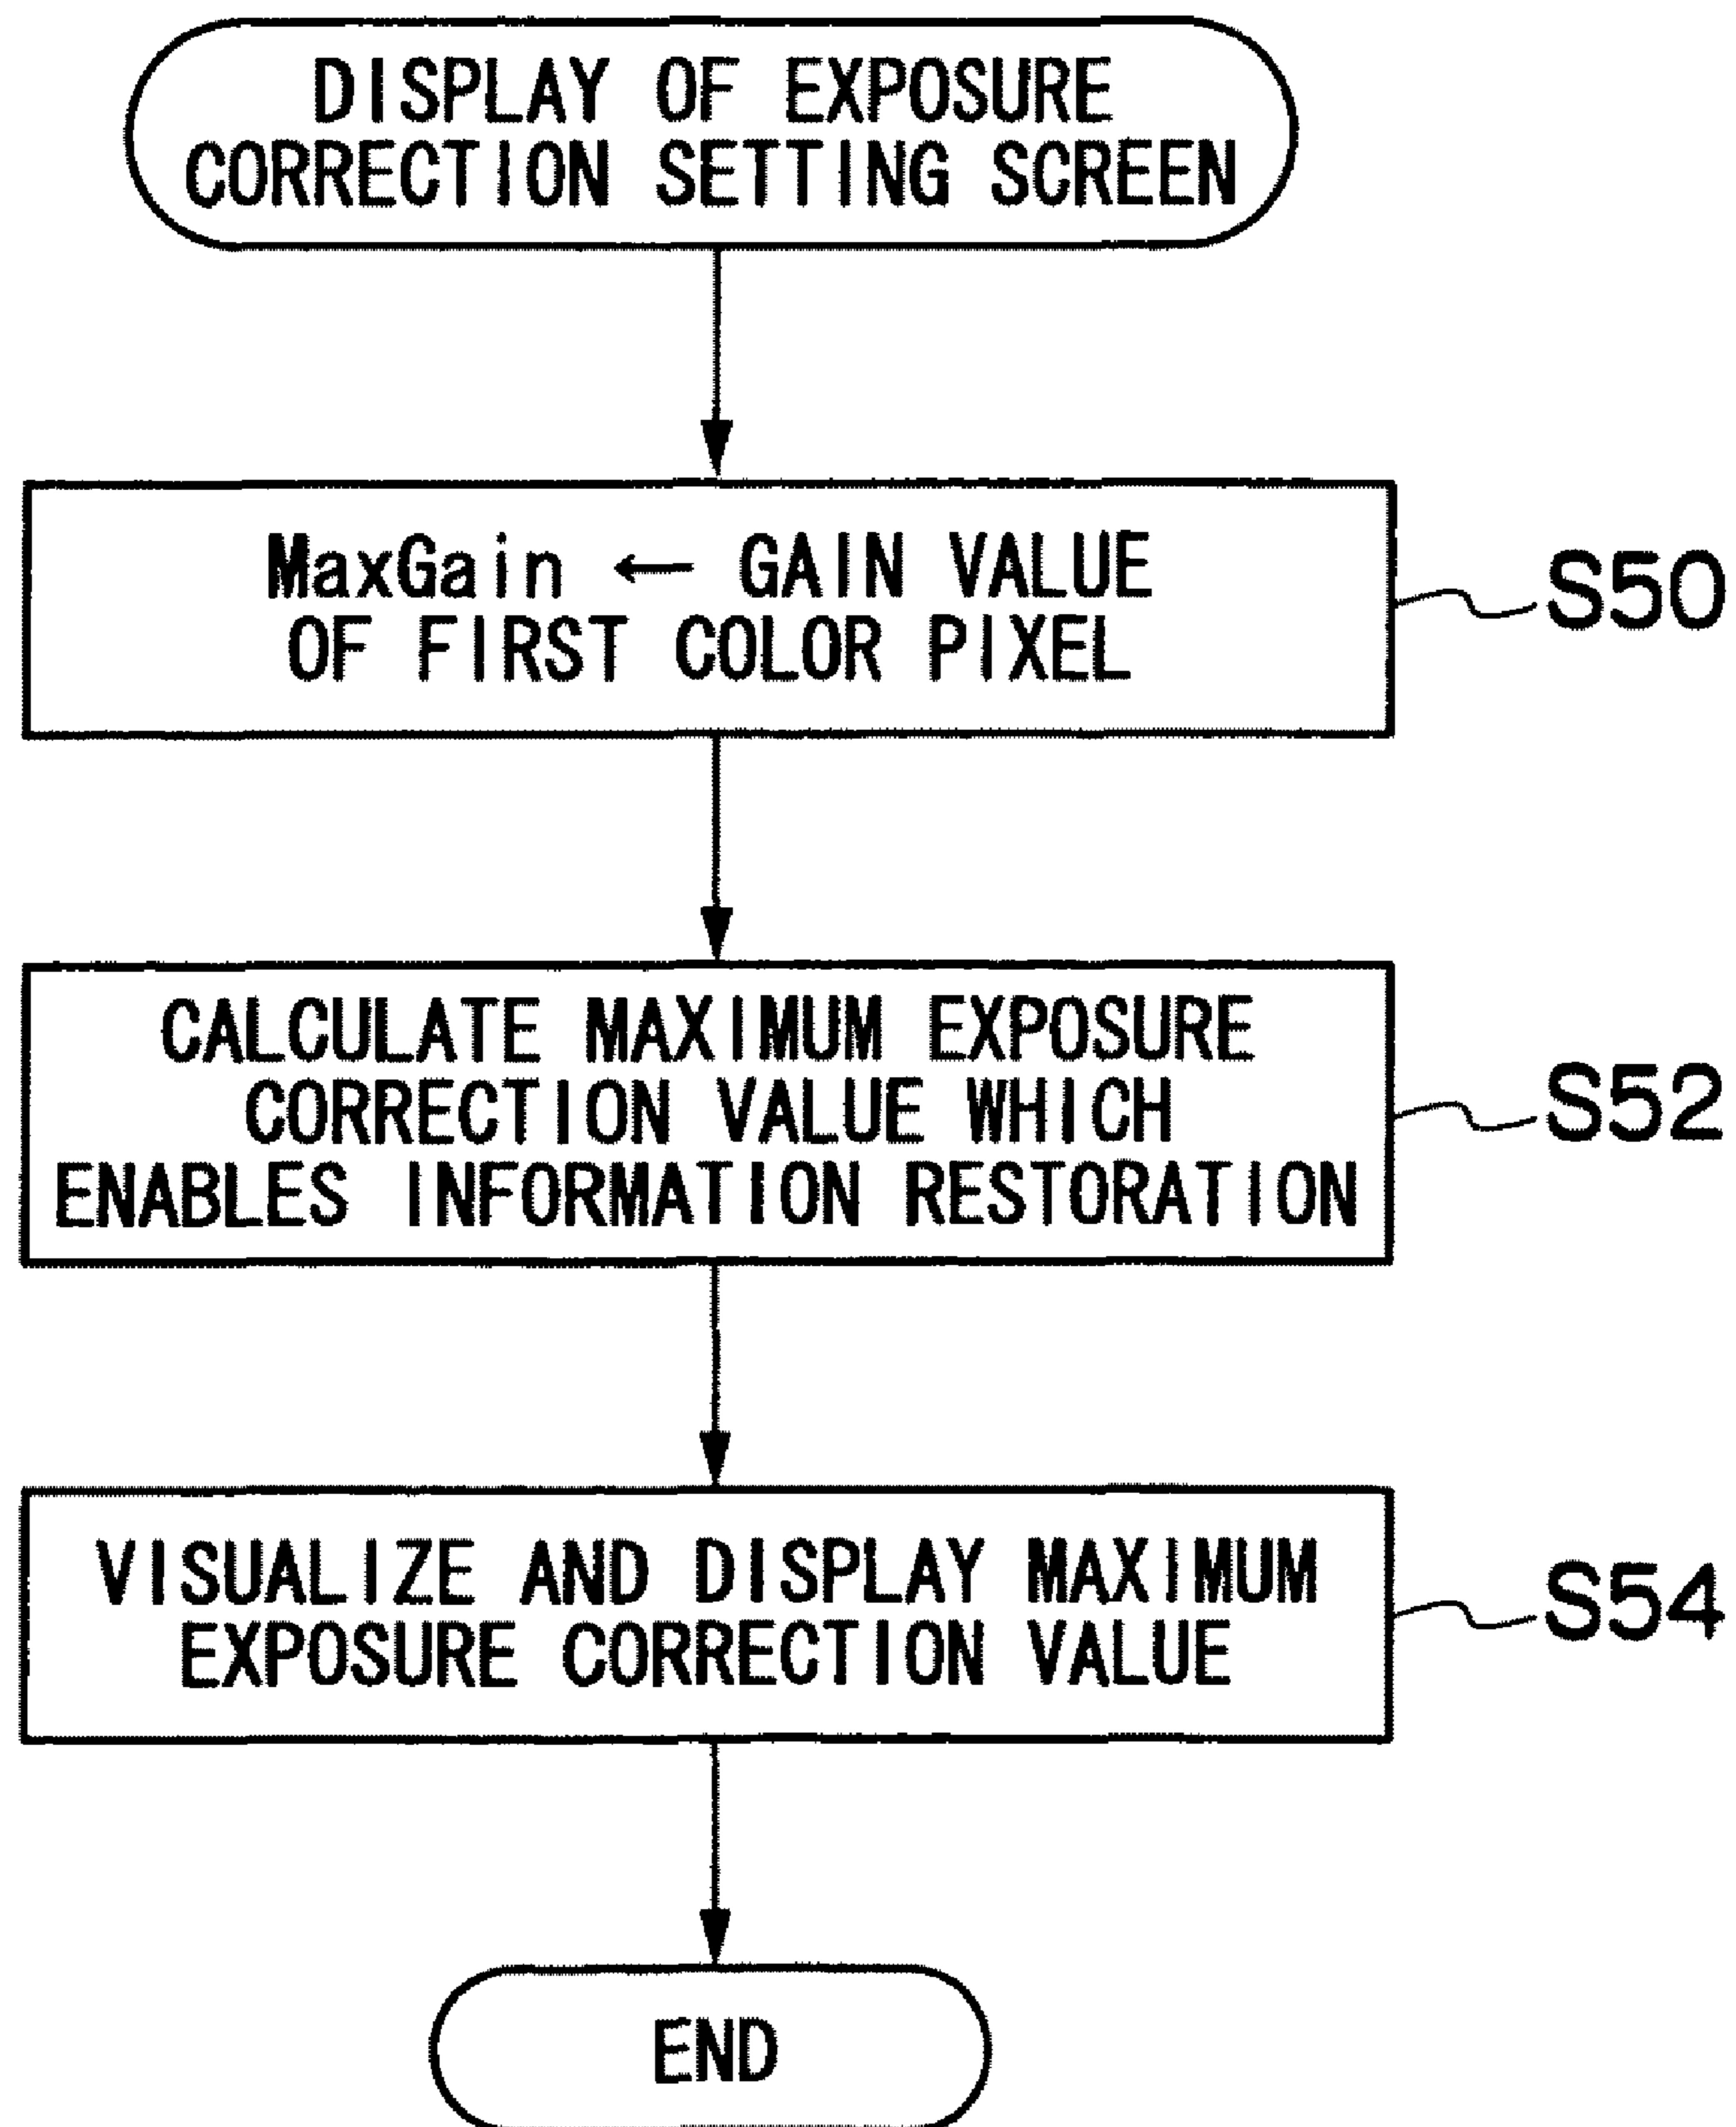 DISPLAY OF EXPOSURE
CORRECTION SETTING SCREEN
MaxGain ← GAIN VALUE
OF FIRST COLOR PIXEL
S50
CALCULATE MAXIMUM EXPOSURE
CORRECTION VALUE WHICH
ENABLES INFORMATION RESTORATION
S52
VISUALIZE AND DISPLAY MAXIMUM
EXPOSURE CORRECTION VALUE
S54
END